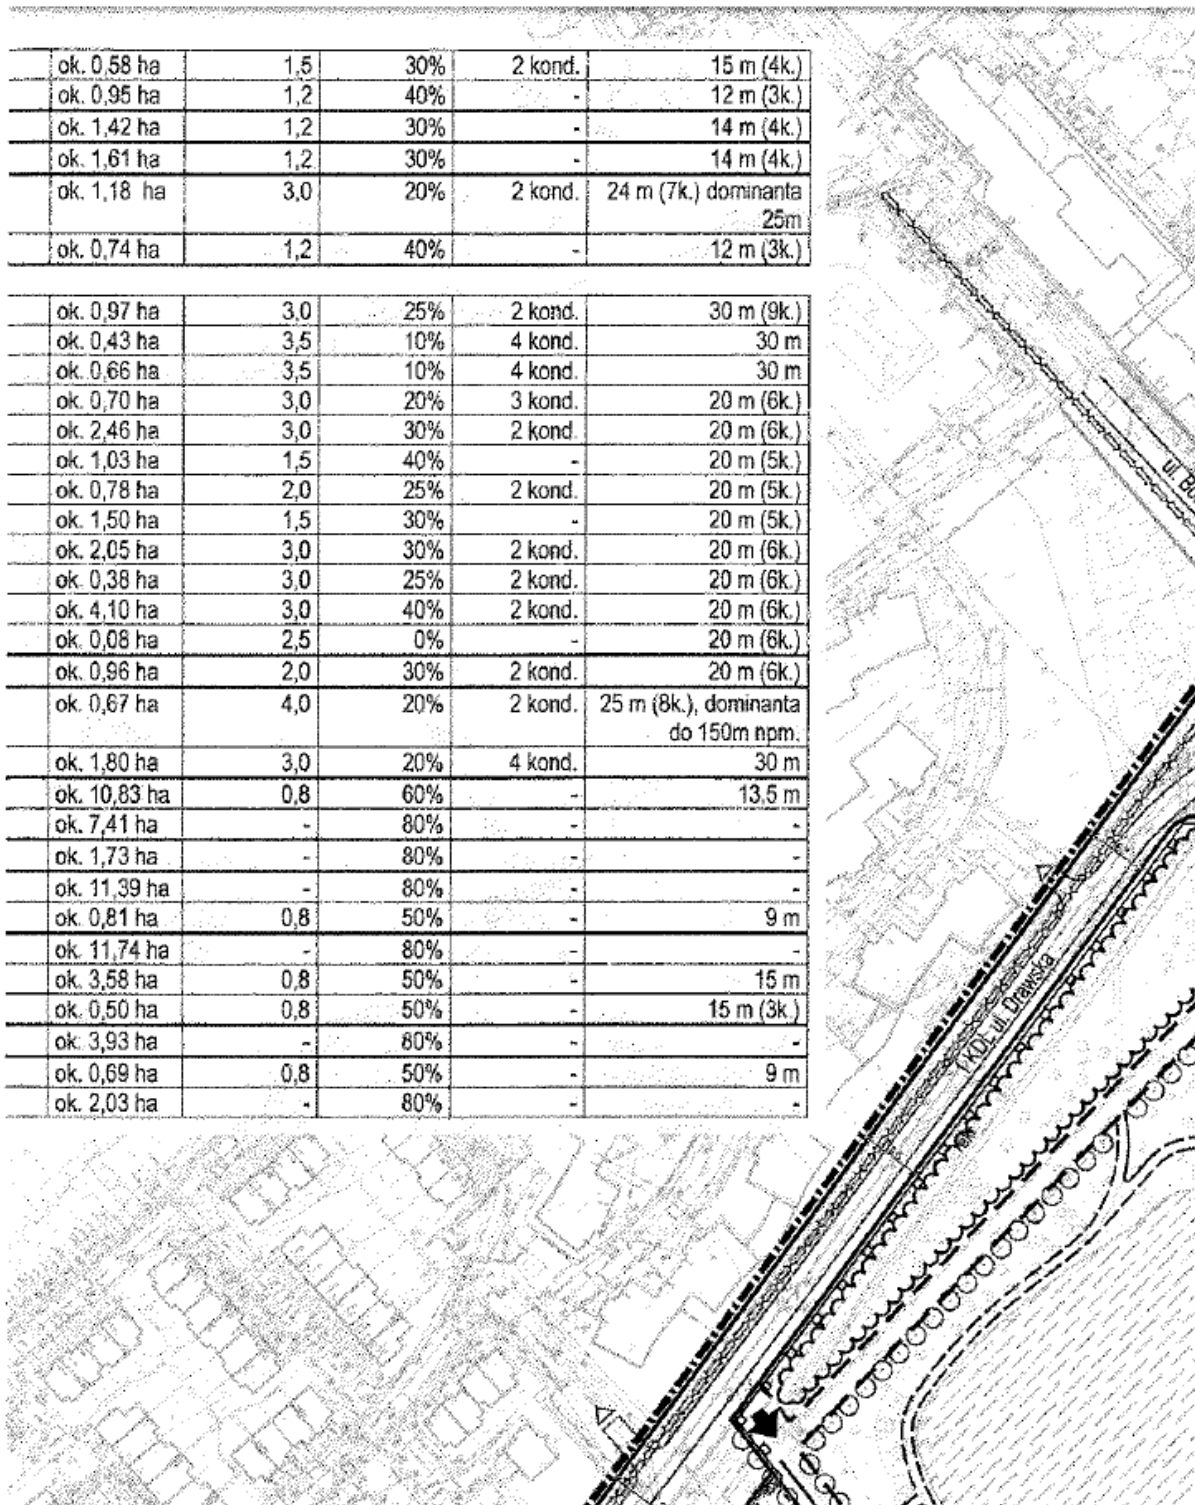 ok. 0,58 ha 1,5 30% 2 kond. 15 m (4k.)
ok. 0,95 ha 1,2 40% - 12 m (3k.)
ok. 1,42 ha 1,2 30% - 14 m (4k.)
ok. 1,61 ha 1,2 30% - 14 m (4k.)
ok. 1,18 ha 3,0 20% 2 kond. 24 m (7k.) dominanta
25m
ok. 0,74 ha 1,2 40% - 12 m (3k.)
ok. 0,97 ha 3,0 25% 2 kond. 30 m (9k.)
ok. 0,43 ha 3,5 10% 4 kond. 30 m
ok. 0,66 ha 3,5 10% 4 kond. 30 m
ok. 0,70 ha 3,0 20% 3 kond. 20 m (6k.)
ok. 2,46 ha 3,0 30% 2 kond. 20 m (6k.)
ok. 1,03 ha 1,5 40% - 20 m (5k.)
ok. 0,78 ha 2,0 25% 2 kond. 20 m (5k.)
ok. 1,50 ha 1,5 30% - 20 m (5k.)
ok. 2,05 ha 3,0 30% 2 kond. 20 m (6k.)
ok. 0,38 ha 3,0 25% 2 kond. 20 m (6k.)
ok. 4,10 ha 3,0 40% 2 kond. 20 m (6k.)
ok. 0,08 ha 2,5 0% - 20 m (6k.)
ok. 0,96 ha 2,0 30% 2 kond. 20 m (6k.)
ok. 0,67 ha 4,0 20% 2 kond. 25 m (8k.), dominanta
do 150m npm.
ok. 1,80 ha 3,0 20% 4 kond. 30 m
ok. 10,83 ha 0,8 60% - 13,5 m
ok. 7,41 ha - 80% - -
ok. 1,73 ha - 80% - -
ok. 11,39 ha - 80% - -
ok. 0,81 ha 0,8 50% - 9 m
ok. 11,74 ha - 80% - -
ok. 3,58 ha 0,8 50% - 15 m
ok. 0,50 ha 0,8 50% - 15 m (3k.)
ok. 3,93 ha - 80% - -
ok. 0,69 ha 0,8 50% - 9 m
ok. 2,03 ha - 80% - -
ul.
ul. Drawska